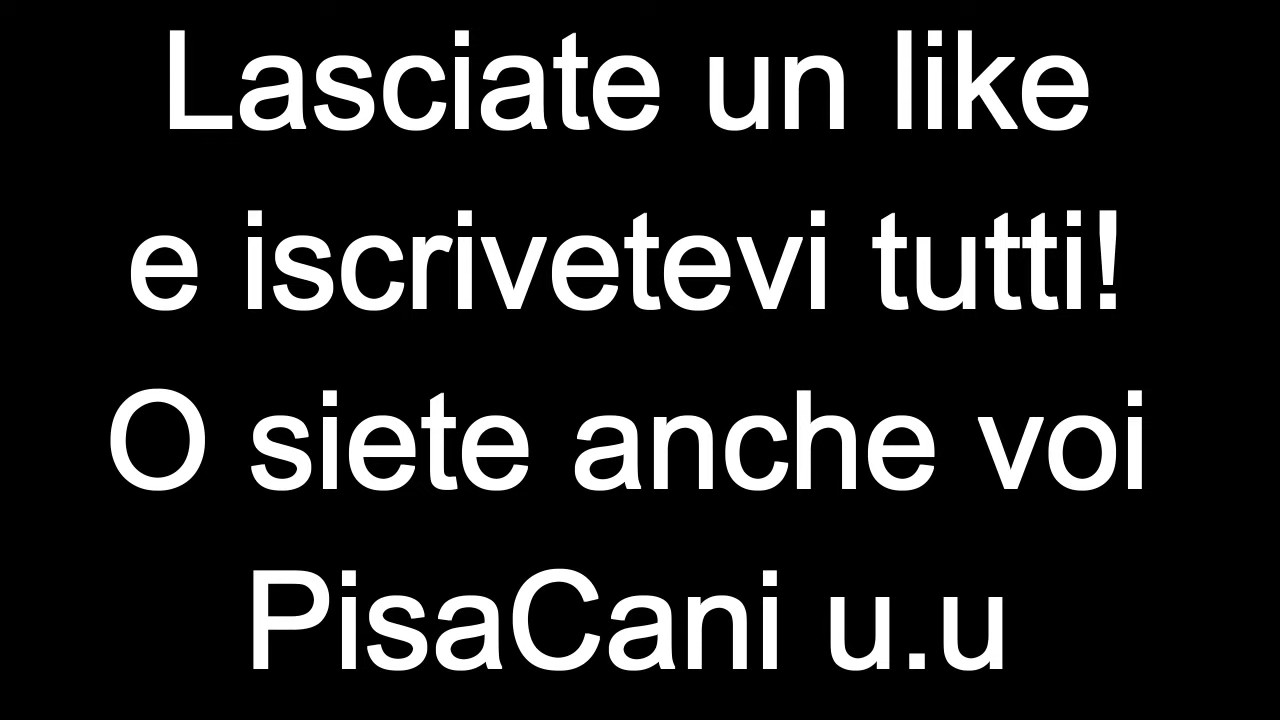 Lasciate un like
e iscrivetevi tutti!
O siete anche voi
PisaCani u.u